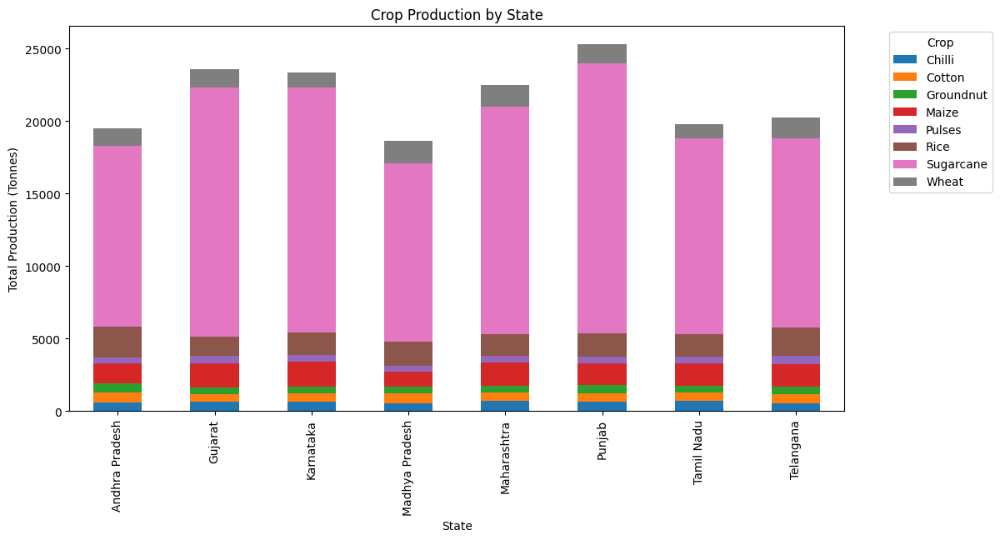 Crop Production by State
Total Production (Tonnes)
25000
20000
15000
10000
5000
0
Andhra Pradesh
Gujarat
Karnataka
Madhya Pradesh
Maharashtra
Punjab
Tamil Nadu
Telangana
State
Crop
Chilli
Cotton
Groundnut
Maize
Pulses
Rice
Sugarcane
Wheat